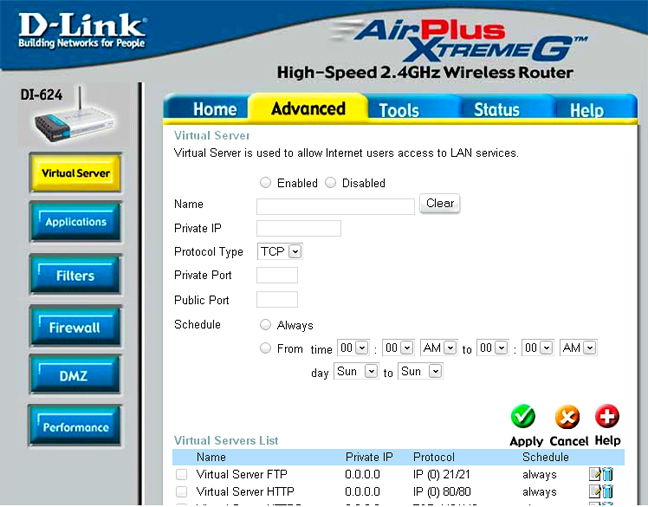 D-Link
Building Networks for People
AirPlus
XTREME G™
High-Speed 2.4GHz Wireless Router
DI-624
Home Advanced Tools Status Help
Virtual Server
Applications
Filters
Firewall
DMZ
Performance
Virtual Server
Virtual Server is used to allow Internet users access to LAN services.
Enabled Disabled
Name Clear
Private IP
Protocol Type TCP
Private Port
Public Port
Schedule Always
From time 00 : 00 AM to 00 : 00 AM
day Sun to Sun
Apply Cancel Help
Virtual Servers List
Name Private IP Protocol Schedule
Virtual Server FTP 0.0.0.0 IP (0) 21/21 always
Virtual Server HTTP 0.0.0.0 IP (0) 80/80 always